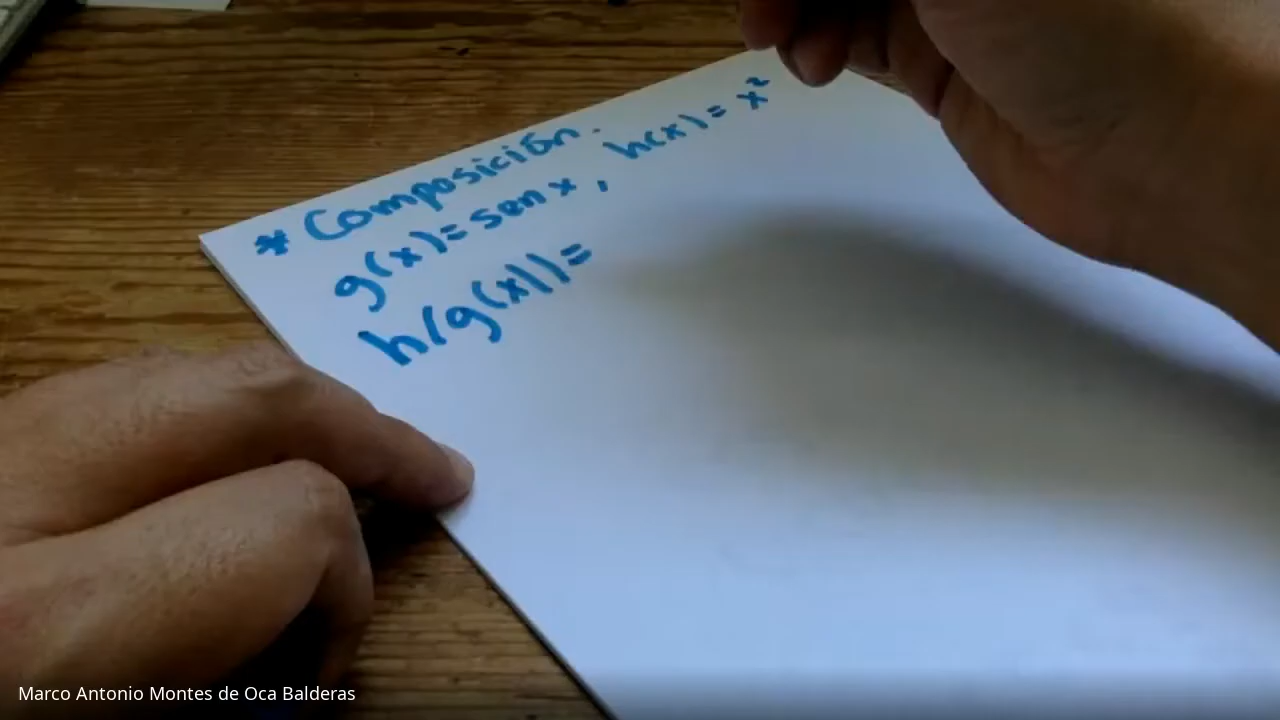 * Composición.
g(x)= sen x, h(x)= x²
h(g(x))=
Marco Antonio Montes de Oca Balderas